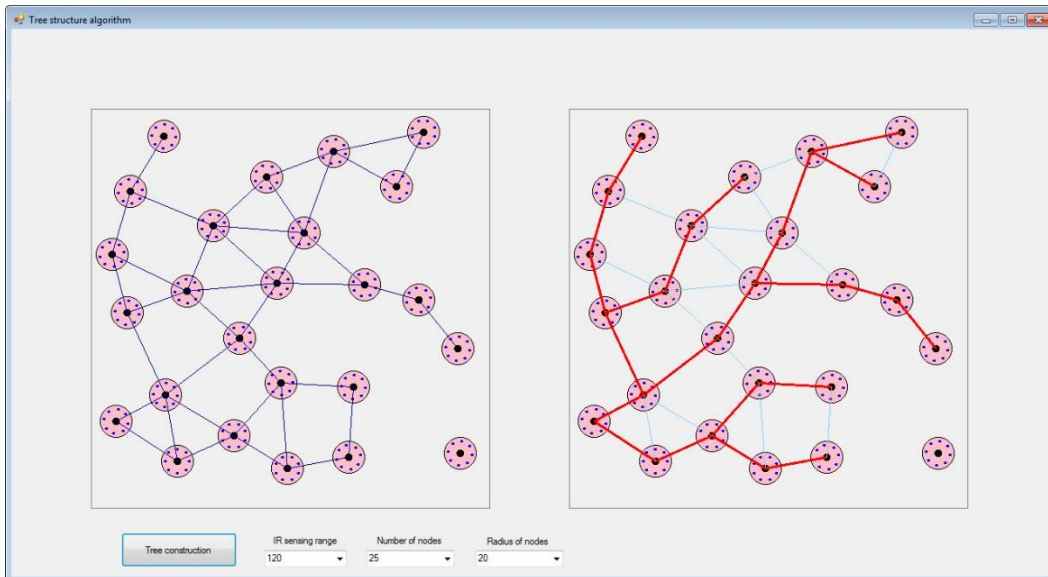 Tree structure algorithm
Tree construction
IR sensing range
120
Number of nodes
25
Radius of nodes
20